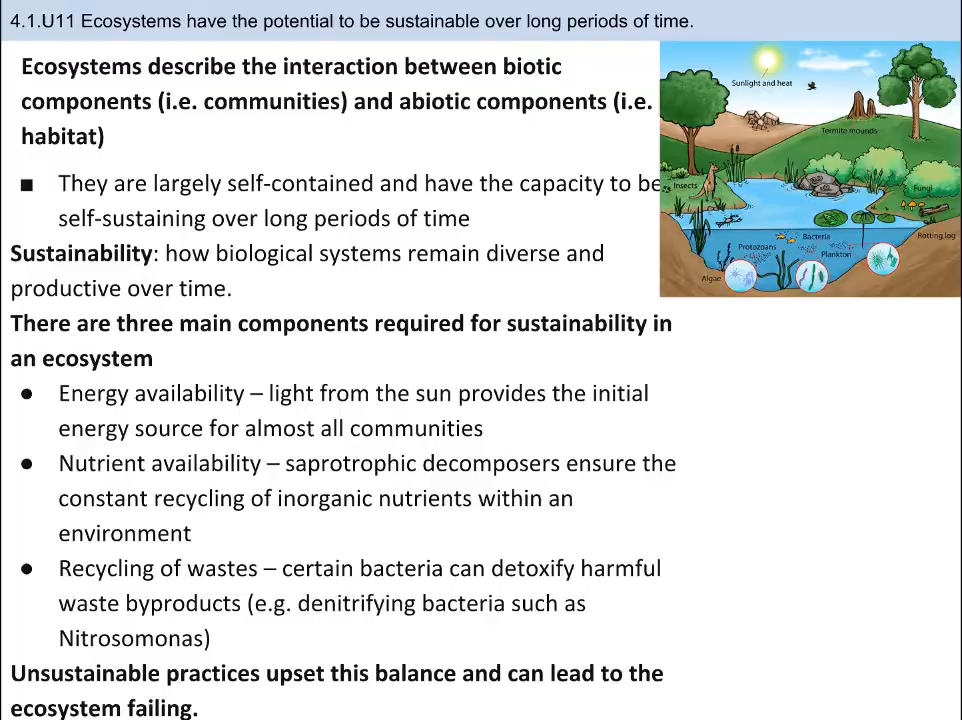 4.1.U11 Ecosystems have the potential to be sustainable over long periods of time.
Ecosystems describe the interaction between biotic
components (i.e. communities) and abiotic components (i.e.
habitat)
■ They are largely self-contained and have the capacity to be
self-sustaining over long periods of time
Sustainability: how biological systems remain diverse and
productive over time.
There are three main components required for sustainability in
an ecosystem
● Energy availability – light from the sun provides the initial
energy source for almost all communities
● Nutrient availability – saprotrophic decomposers ensure the
constant recycling of inorganic nutrients within an
environment
● Recycling of wastes – certain bacteria can detoxify harmful
waste byproducts (e.g. denitrifying bacteria such as
Nitrosomonas)
Unsustainable practices upset this balance and can lead to the
ecosystem failing.
Sunlight and heat
Termite mounds
Insects
Fungi
Bacteria
Rotting log
Protozoans
Plankton
Algae